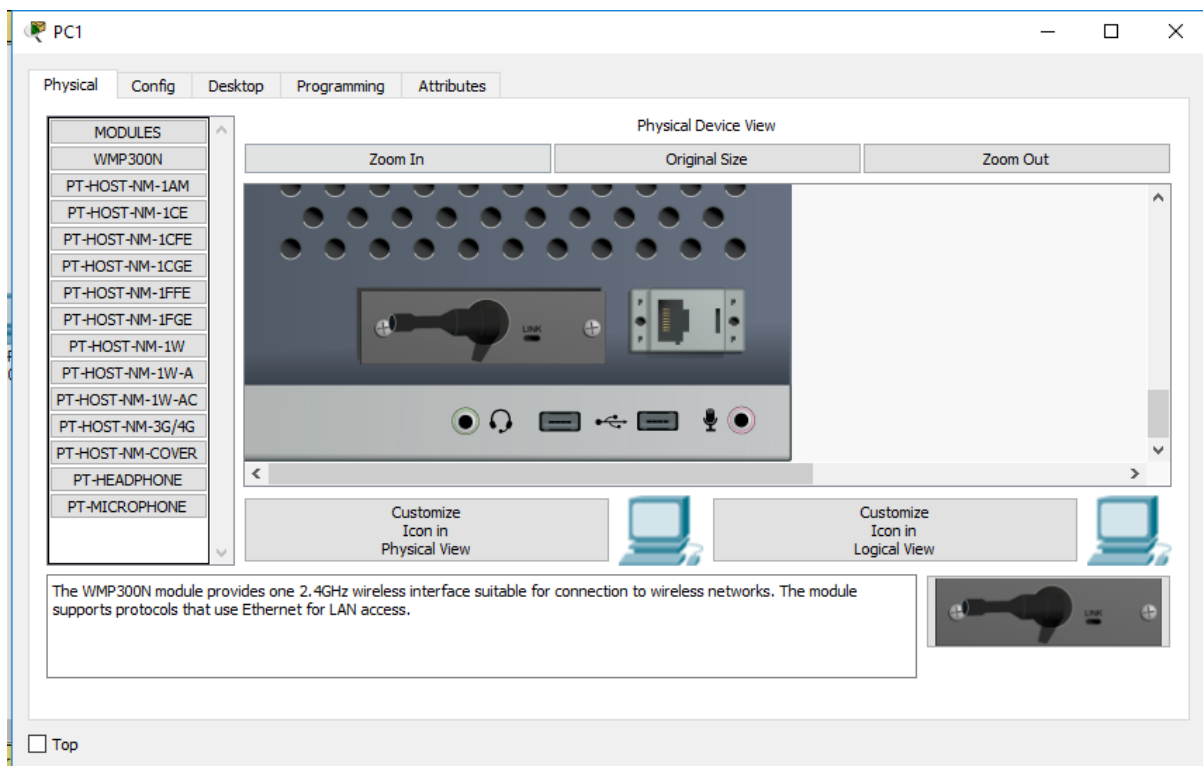 PC1
Physical
Config
Desktop
Programming
Attributes
MODULES
WMP300N
PT-HOST-NM-1AM
PT-HOST-NM-1CE
PT-HOST-NM-1CFE
PT-HOST-NM-1CGE
PT-HOST-NM-1FFE
PT-HOST-NM-1FGE
PT-HOST-NM-1W
PT-HOST-NM-1W-A
PT-HOST-NM-1W-AC
PT-HOST-NM-3G/4G
PT-HOST-NM-COVER
PT-HEADPHONE
PT-MICROPHONE
Physical Device View
Zoom In
Original Size
Zoom Out
LINK
Customize
Icon in
Physical View
Customize
Icon in
Logical View
The WMP300N module provides one 2.4GHz wireless interface suitable for connection to wireless networks. The module
supports protocols that use Ethernet for LAN access.
LINK
Top